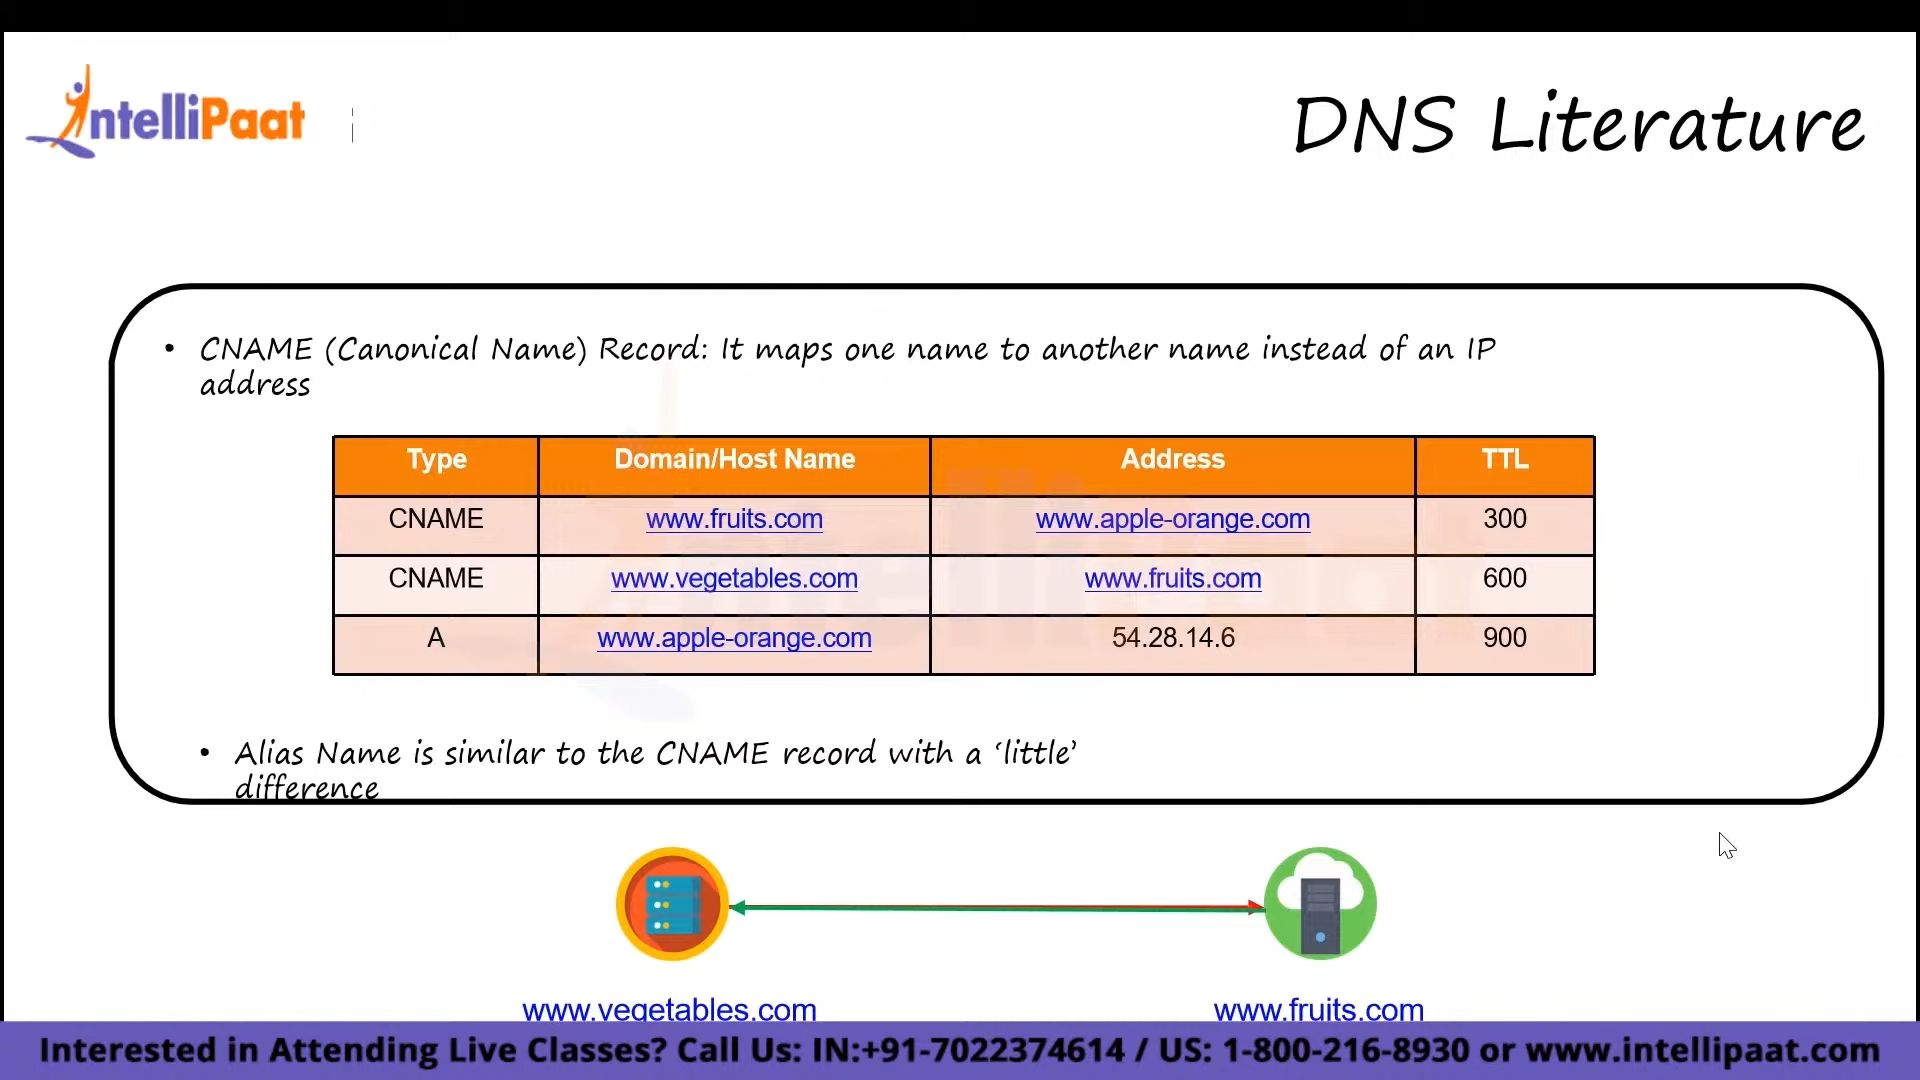 IntelliPaat
DNS Literature
• CNAME (Canonical Name) Record: It maps one name to another name instead of an IP
address
Type Domain/Host Name Address TTL
CNAME www.fruits.com www.apple-orange.com 300
CNAME www.vegetables.com www.fruits.com 600
A www.apple-orange.com 54.28.14.6 900
• Alias Name is similar to the CNAME record with a ‘little’
difference
www.vegetables.com www.fruits.com
Interested in Attending Live Classes? Call Us: IN:+91-7022374614 / US: 1-800-216-8930 or www.intellipaat.com